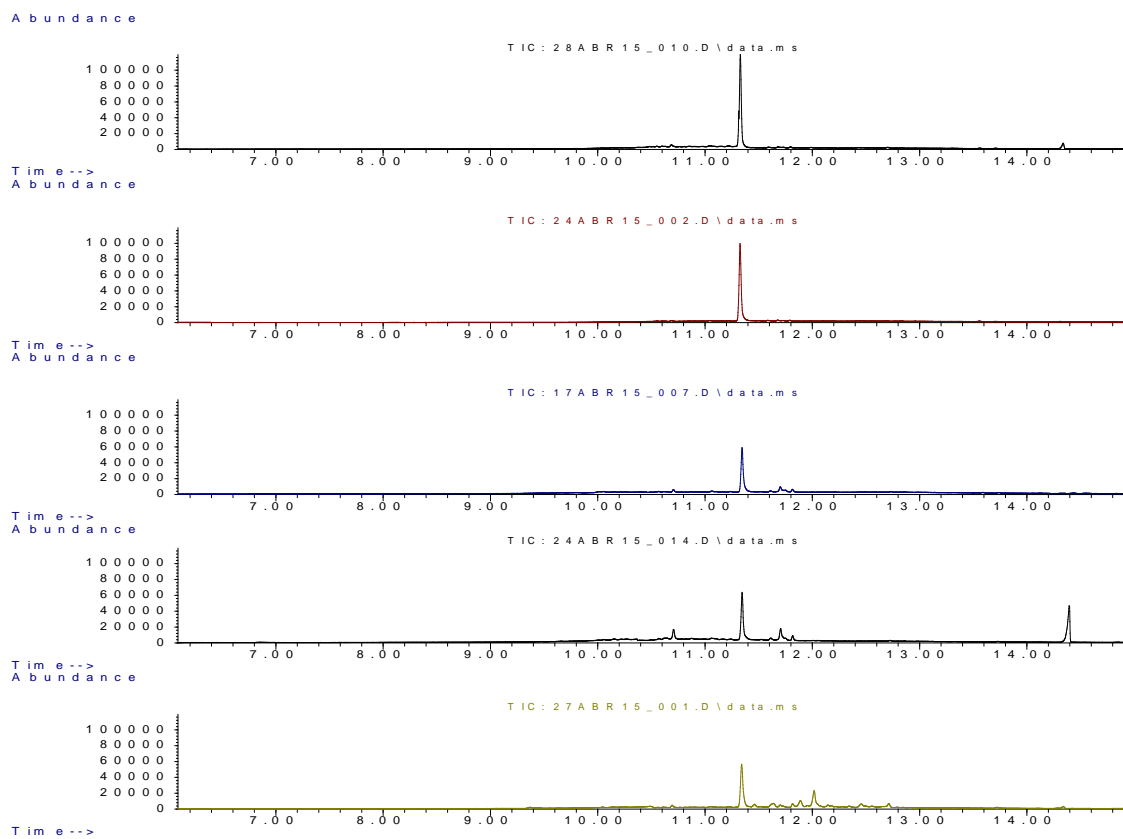 Abundance
TIC: 28ABR15_010.D\data.ms
100000
80000
60000
40000
20000
0
7.00 8.00 9.00 10.00 11.00 12.00 13.00 14.00
Time-->
Abundance
TIC: 24ABR15_002.D\data.ms
100000
80000
60000
40000
20000
0
7.00 8.00 9.00 10.00 11.00 12.00 13.00 14.00
Time-->
Abundance
TIC: 17ABR15_007.D\data.ms
100000
80000
60000
40000
20000
0
7.00 8.00 9.00 10.00 11.00 12.00 13.00 14.00
Time-->
Abundance
TIC: 24ABR15_014.D\data.ms
100000
80000
60000
40000
20000
0
7.00 8.00 9.00 10.00 11.00 12.00 13.00 14.00
Time-->
Abundance
TIC: 27ABR15_001.D\data.ms
100000
80000
60000
40000
20000
0
7.00 8.00 9.00 10.00 11.00 12.00 13.00 14.00
Time-->